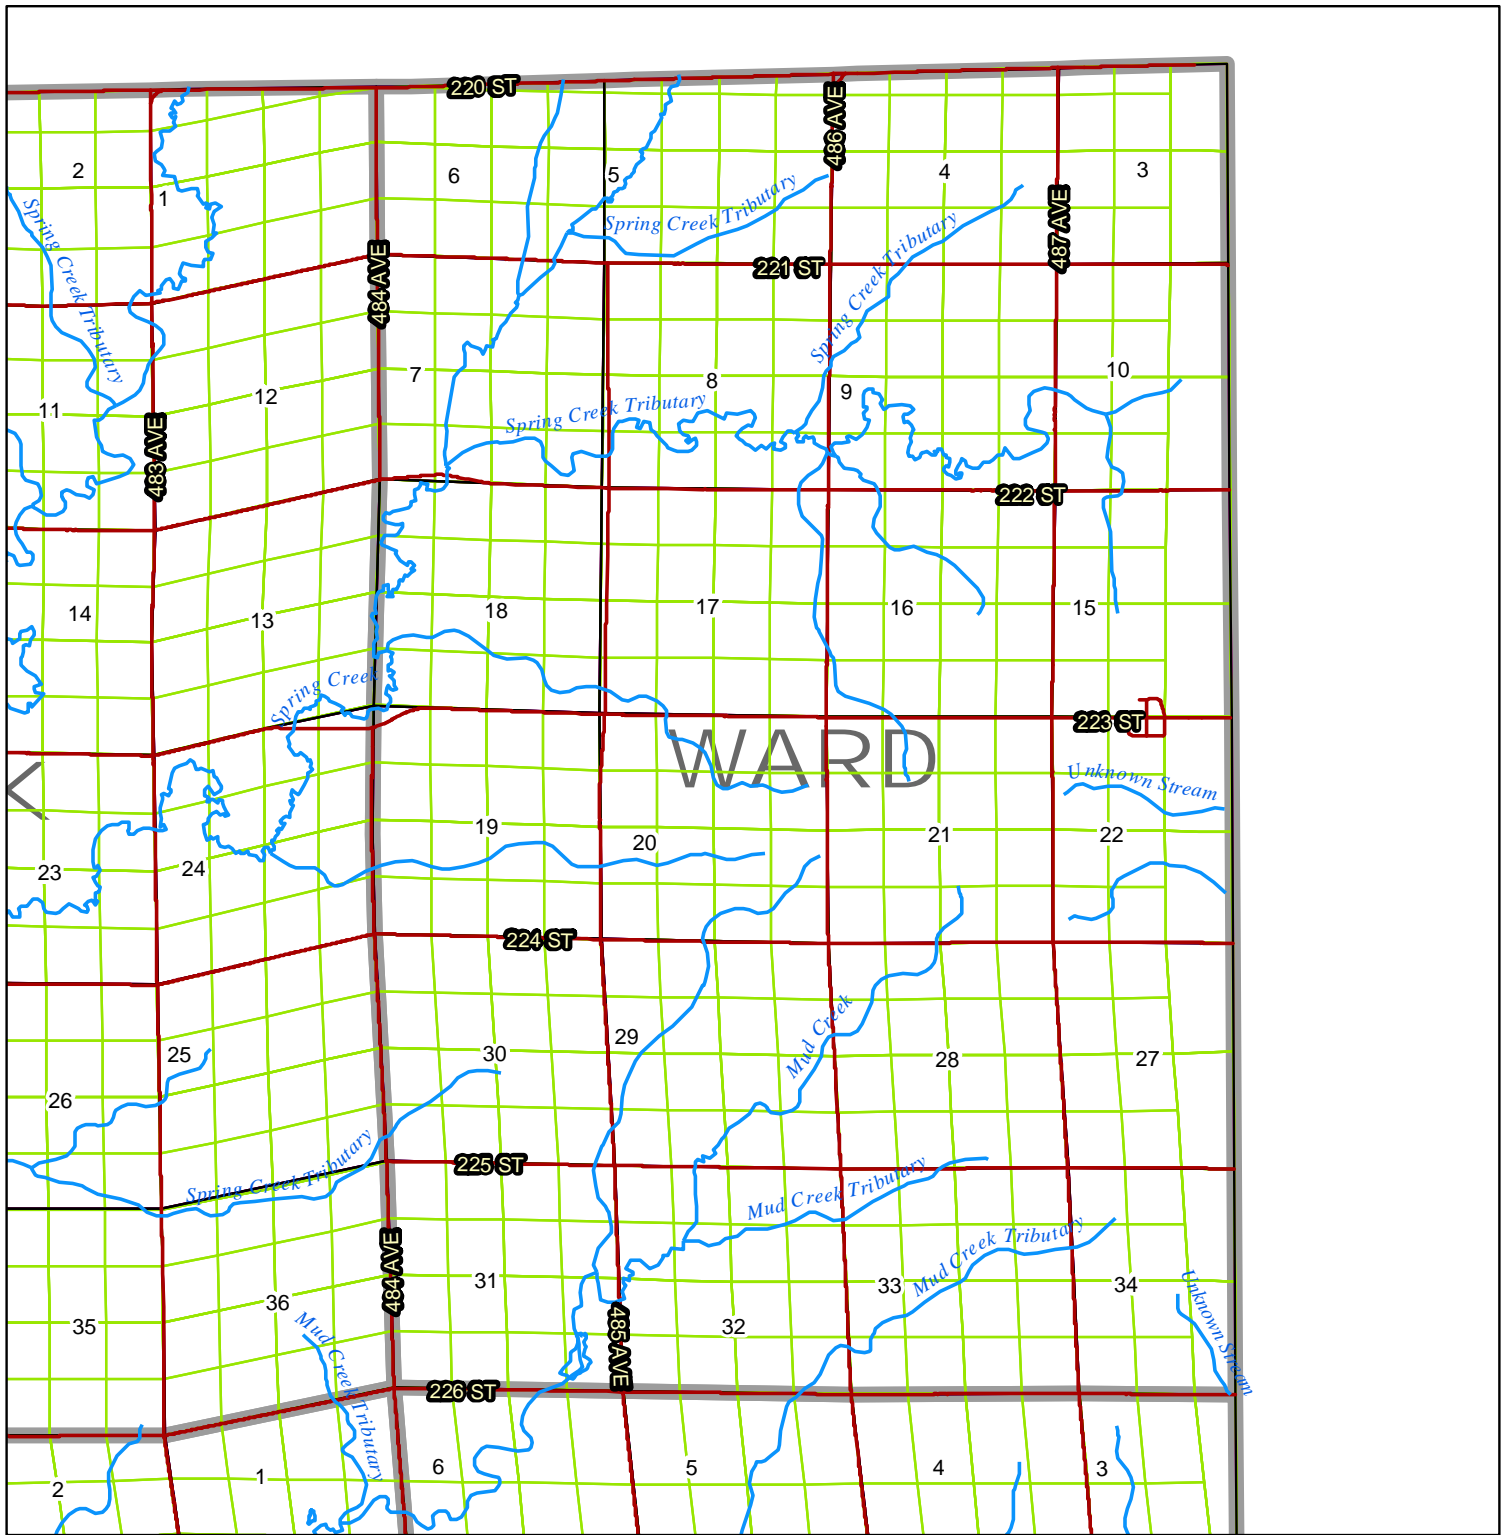 220 ST
486 AVE
2
6
5
4
3
1
Spring Creek Tributary
Spring Creek Tributary
Spring Creek Tributary
487 AVE
484 AVE
221 ST
7
8
9
10
11
12
Spring Creek Tributary
483 AVE
222 ST
14
13
18
17
16
15
Spring Creek
223 ST
WARD
K
Unknown Stream
19
20
21
22
23
24
224 ST
25
26
30
29
Mud Creek
28
27
225 ST
Spring Creek Tributary
Mud Creek Tributary
Mud Creek Tributary
484 AVE
31
33
34
36
35
32
Mud Creek Tributary
485 AVE
Unknown Stream
226 ST
2
1
6
5
4
3